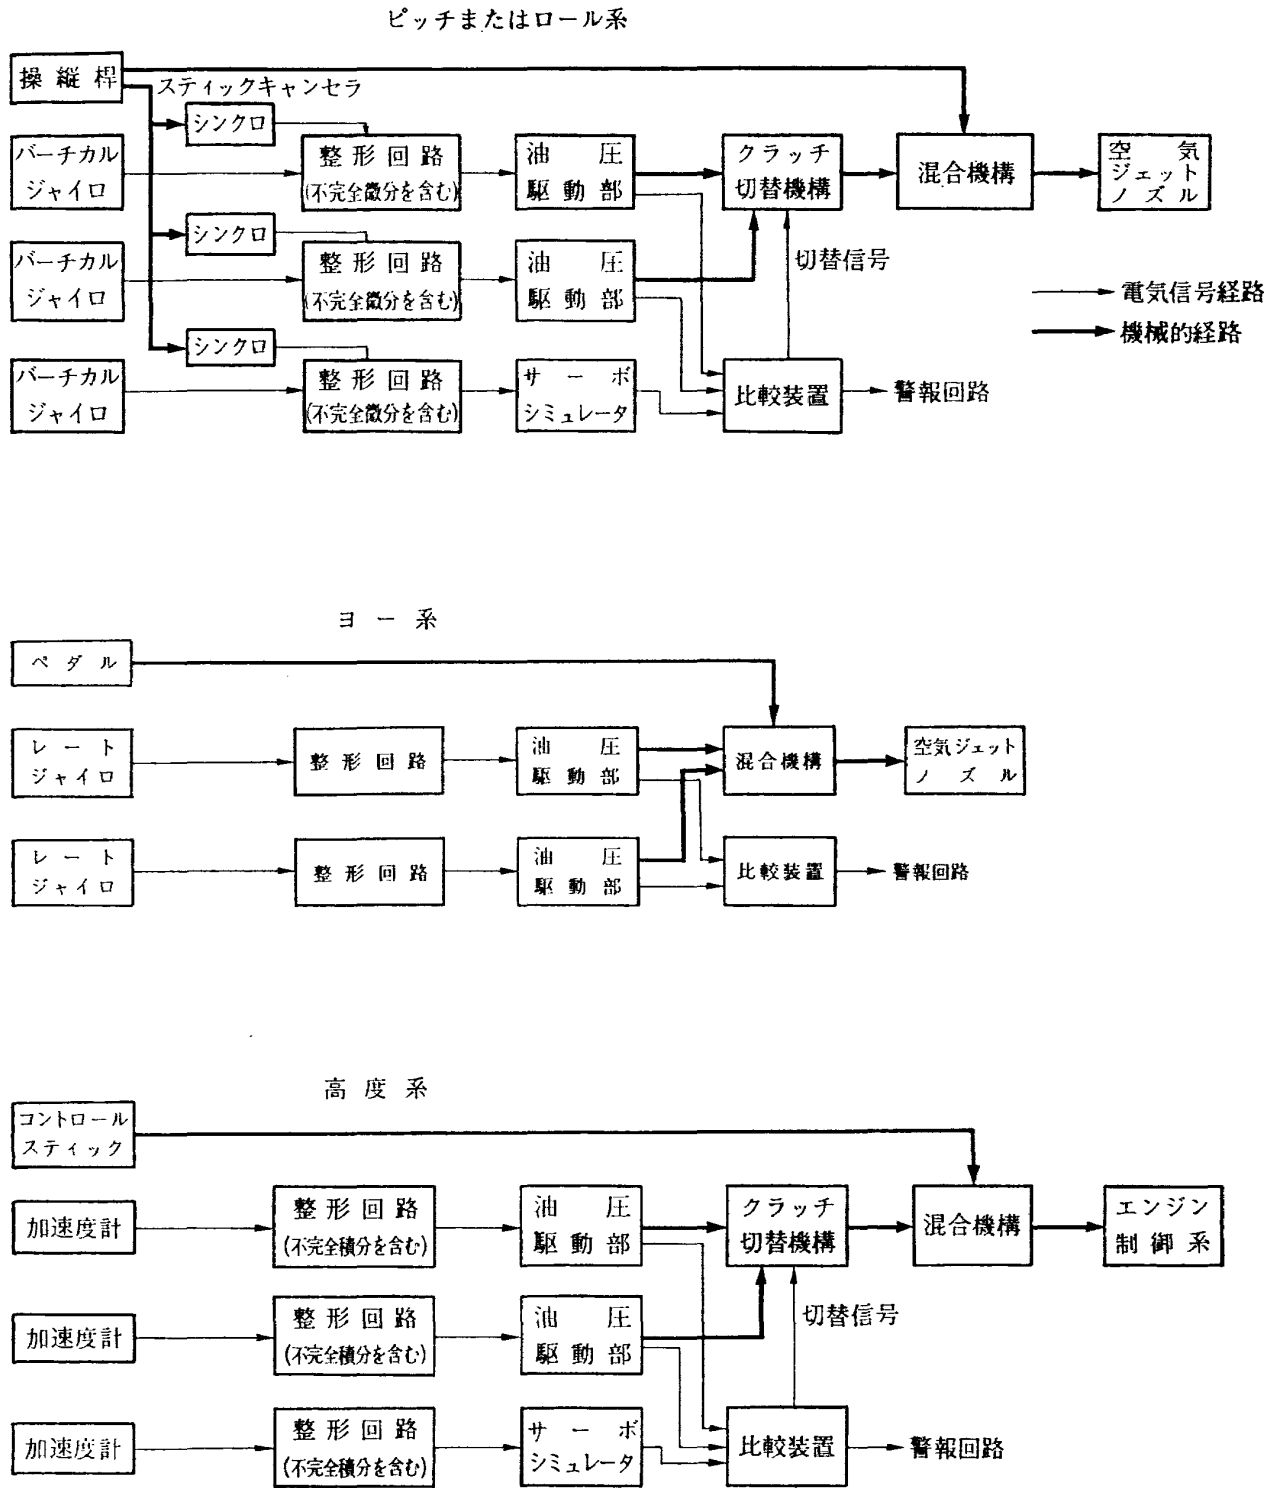 ピッチまたはロール系
操縦桿
スティックキャンセラ
シンクロ
バーチカル
ジャイロ
整形回路
(不完全微分を含む)
油圧
駆動部
クラッチ
切替機構
混合機構
空気
ジェット
ノズル
シンクロ
バーチカル
ジャイロ
整形回路
(不完全微分を含む)
油圧
駆動部
切替信号
電気信号経路
機械的経路
シンクロ
バーチカル
ジャイロ
整形回路
(不完全微分を含む)
サーボ
シミュレータ
比較装置
警報回路
ヨー系
ペダル
レート
ジャイロ
整形回路
油圧
駆動部
混合機構
空気ジェット
ノズル
レート
ジャイロ
整形回路
油圧
駆動部
比較装置
警報回路
高度系
コントロール
スティック
加速度計
整形回路
(不完全積分を含む)
油圧
駆動部
クラッチ
切替機構
混合機構
エンジン
制御系
加速度計
整形回路
(不完全積分を含む)
油圧
駆動部
切替信号
加速度計
整形回路
(不完全積分を含む)
サーボ
シミュレータ
比較装置
警報回路